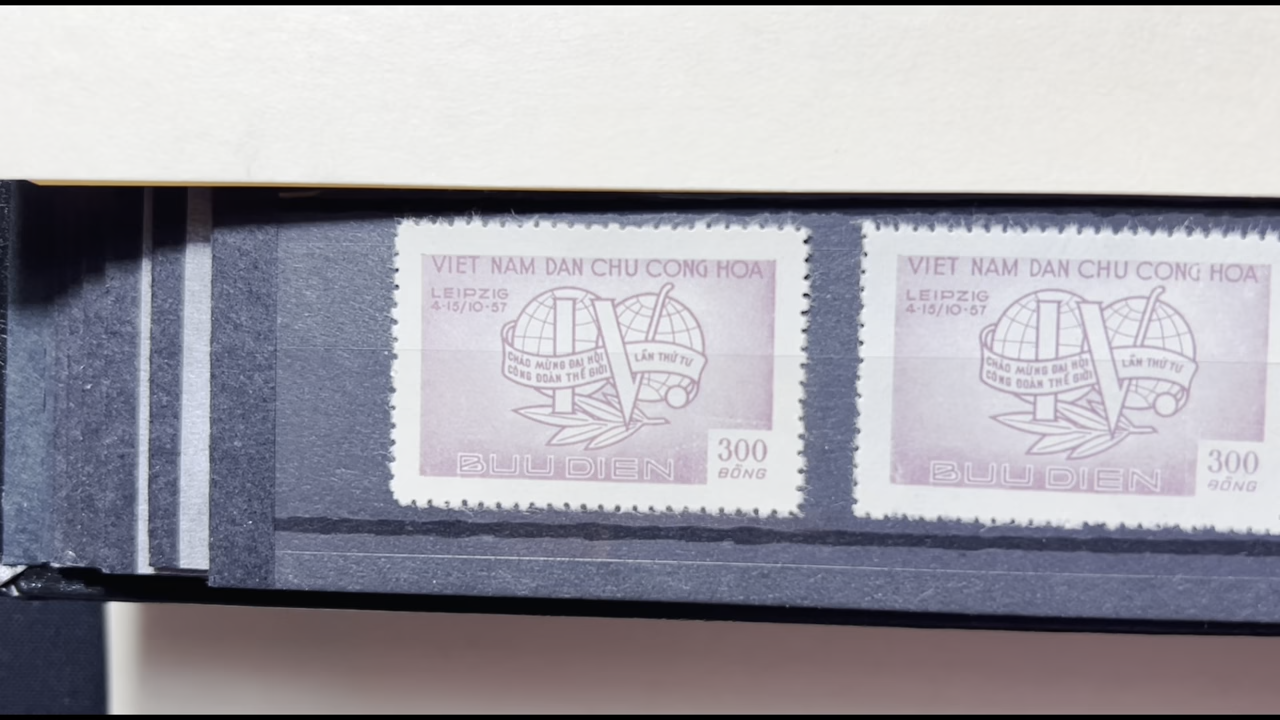 VIET NAM DAN CHU CONG HOA
LEIPZIG
4-15/10-57
CHÀO MỪNG ĐẠI HỘI
CÔNG ĐOÀN THẾ GIỚI
LẦN THỨ TƯ
IV
300
ĐỒNG
BUU DIEN
VIET NAM DAN CHU CONG HOA
LEIPZIG
4-15/10-57
CHÀO MỪNG ĐẠI HỘI
CÔNG ĐOÀN THẾ GIỚI
LẦN THỨ TƯ
IV
300
ĐỒNG
BUU DIEN